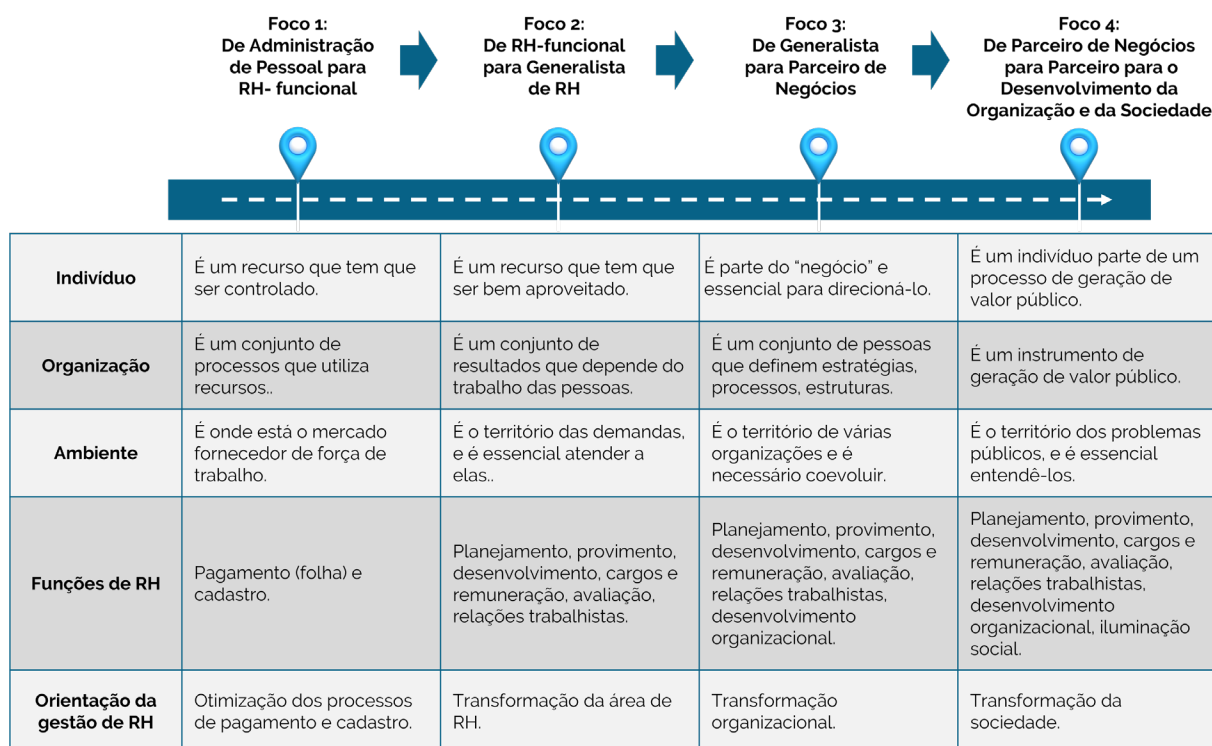 Foco 1:
De Administração
de Pessoal para
RH- funcional
Foco 2:
De RH-funcional
para Generalista
de RH
Foco 3:
De Generalista
para Parceiro de
Negócios
Foco 4:
De Parceiro de Negócios
para Parceiro para o
Desenvolvimento da
Organização e da Sociedade
Indivíduo
É um recurso que tem que
ser controlado.
É um recurso que tem que
ser bem aproveitado.
É parte do “negócio” e
essencial para direcioná-lo.
É um indivíduo parte de um
processo de geração de
valor público.
Organização
É um conjunto de
processos que utiliza
recursos..
É um conjunto de
resultados que depende do
trabalho das pessoas.
É um conjunto de pessoas
que definem estratégias,
processos, estruturas.
É um instrumento de
geração de valor público.
Ambiente
É onde está o mercado
fornecedor de força de
trabalho.
É o território das demandas,
e é essencial atender a
elas..
É o território de várias
organizações e é
necessário coevoluir.
É o território dos problemas
públicos, e é essencial
entendê-los.
Funções de RH
Pagamento (folha) e
cadastro.
Planejamento, provimento,
desenvolvimento, cargos e
remuneração, avaliação,
relações trabalhistas.
Planejamento, provimento,
desenvolvimento, cargos e
remuneração, avaliação,
relações trabalhistas,
desenvolvimento
organizacional.
Planejamento, provimento,
desenvolvimento, cargos e
remuneração, avaliação,
relações trabalhistas,
desenvolvimento
organizacional, iluminação
social.
Orientação da
gestão de RH
Otimização dos processos
de pagamento e cadastro.
Transformação da área de
RH.
Transformação
organizacional.
Transformação da
sociedade.